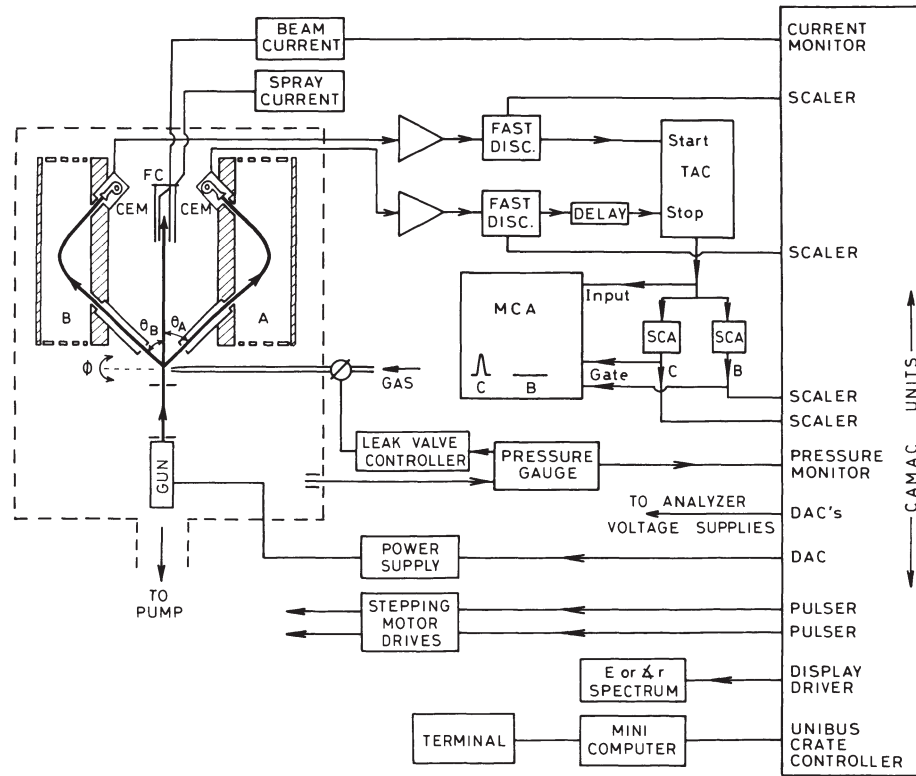 BEAM
CURRENT
CURRENT
MONITOR
SPRAY
CURRENT
SCALER
FAST
DISC.
Start
TAC
Stop
FC
CEM
CEM
FAST
DISC.
DELAY
SCALER
MCA
Input
SCA
SCA
B
θB
θA
A
C
B
Gate
C
B
Φ
GAS
SCALER
SCALER
LEAK VALVE
CONTROLLER
PRESSURE
GAUGE
PRESSURE
MONITOR
GUN
TO ANALYZER
VOLTAGE SUPPLIES
DAC's
POWER
SUPPLY
DAC
TO
PUMP
STEPPING
MOTOR
DRIVES
PULSER
PULSER
E or ∡ r
SPECTRUM
DISPLAY
DRIVER
TERMINAL
MINI
COMPUTER
UNIBUS
CRATE
CONTROLLER
CAMAC UNITS